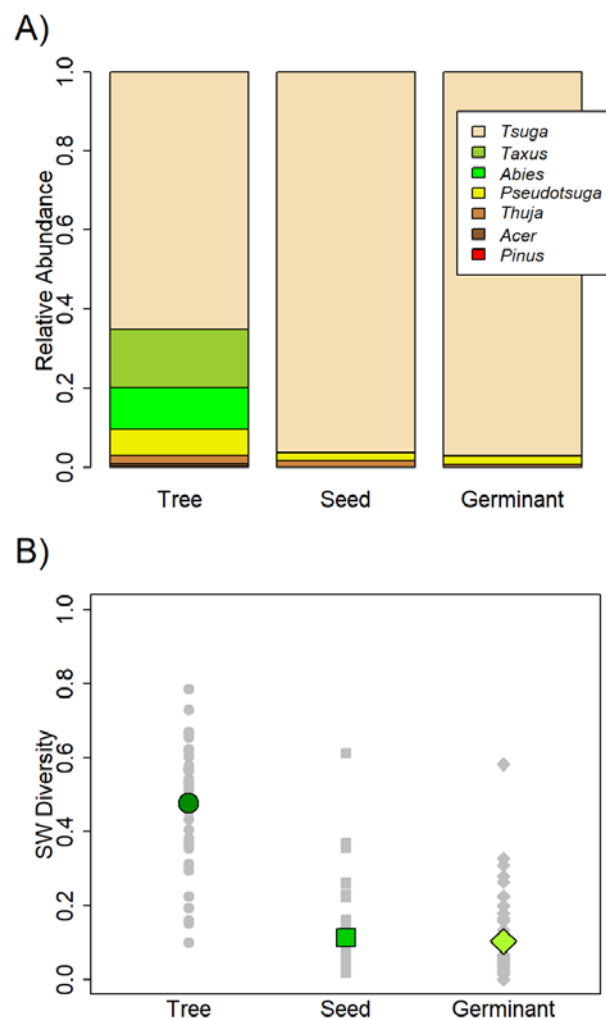 A)
Relative Abundance
1.0
0.8
0.6
0.4
0.2
0.0
Tsuga
Taxus
Abies
Pseudotsuga
Thuja
Acer
Pinus
Tree Seed Germinant
B)
SW Diversity
1.0
0.8
0.6
0.4
0.2
0.0
Tree Seed Germinant